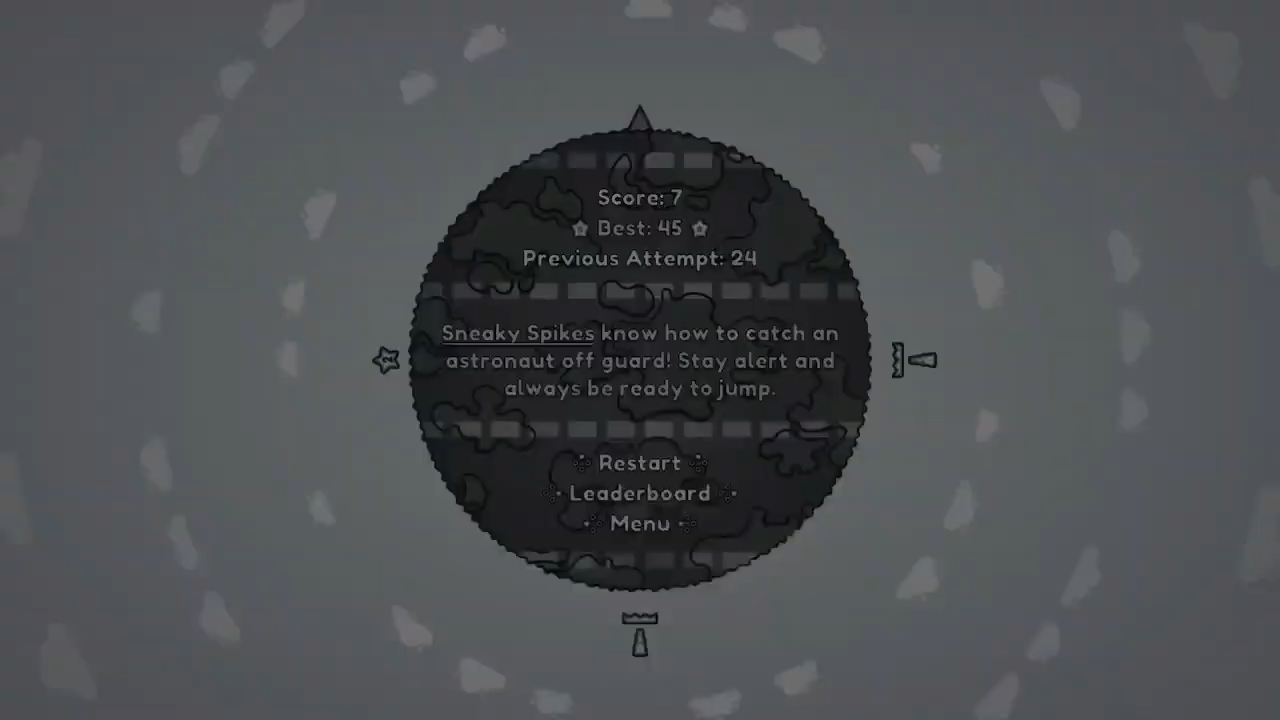 Score: 7
Best: 45
Previous Attempt: 24
Sneaky Spikes know how to catch an
astronaut off guard! Stay alert and
always be ready to jump.
Restart
Leaderboard
Menu